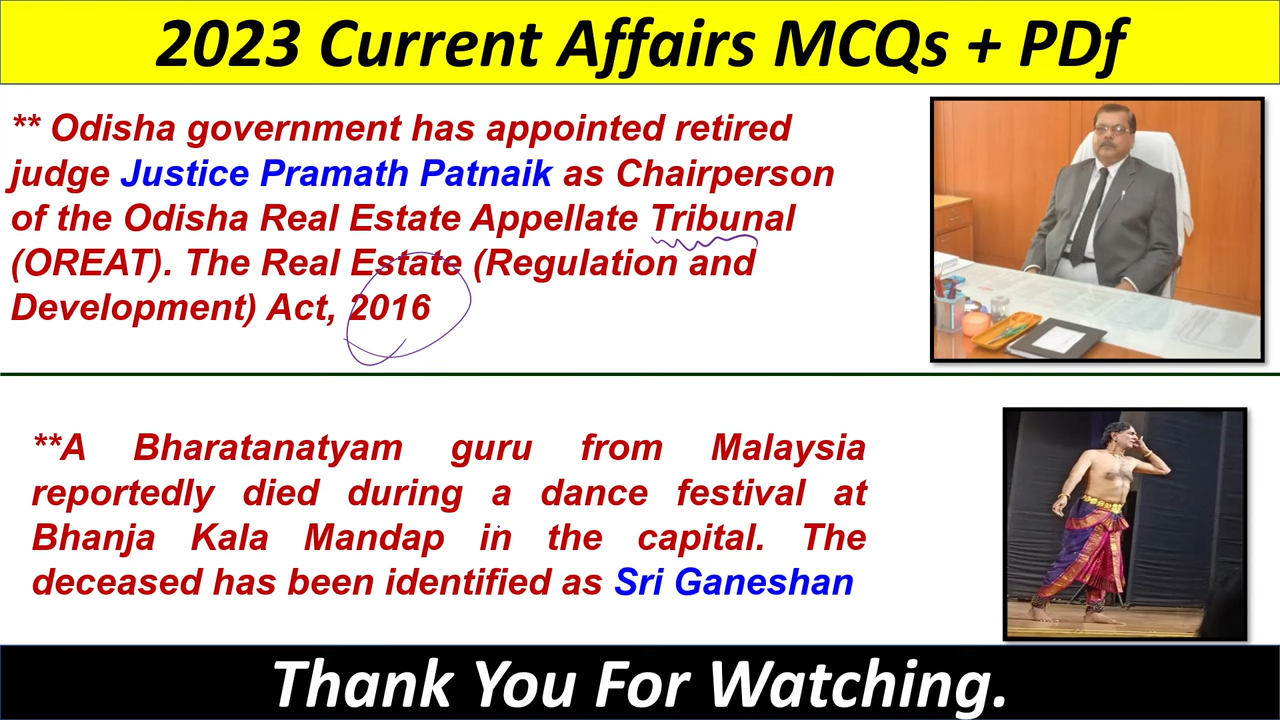 2023 Current Affairs MCQs + PDf
** Odisha government has appointed retired
judge Justice Pramath Patnaik as Chairperson
of the Odisha Real Estate Appellate Tribunal
(OREAT). The Real Estate (Regulation and
Development) Act, 2016
**A Bharatanatyam guru from Malaysia
reportedly died during a dance festival at
Bhanja Kala Mandap in the capital. The
deceased has been identified as Sri Ganeshan
Thank You For Watching.